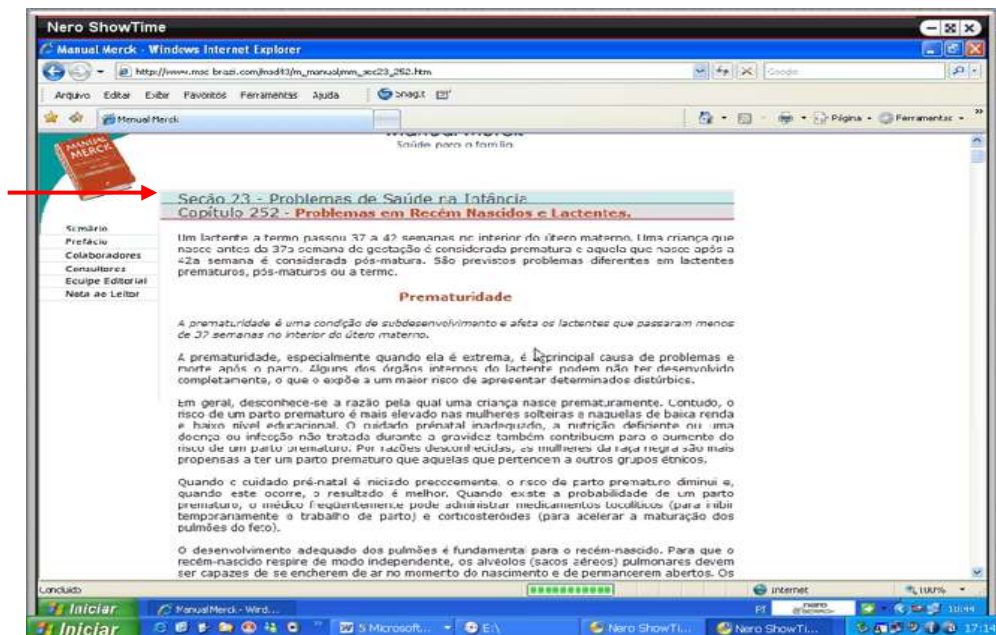 Nero ShowTime
Manual Merck - Windows Internet Explorer
Google
Arquivo Editar Exibir Favoritos Ferramentas Ajuda SnagIt
Manual Merck
Página Ferramentas
MANUAL MERCK
Manual Merck
Saúde para a família
Seção 23 - Problemas de Saúde na Infância
Capítulo 252 - Problemas em Recém Nascidos e Lactentes.
Sumário
Prefácio
Colaboradores
Consultores
Equipe Editorial
Nota ao Leitor
Um lactente a termo passou 37 a 42 semanas no interior do útero materno. Uma criança que
nasce antes da 37a semana de gestação é considerada prematura e aquela que nasce após a
42a semana é considerada pós-matura. São previstos problemas diferentes em lactentes
prematuros, pós-maturos ou a termo.
Prematuridade
A prematuridade é uma condição de subdesenvolvimento e afeta os lactentes que passaram menos
de 37 semanas no interior do útero materno.
A prematuridade, especialmente quando ela é extrema, é a principal causa de problemas e
morte após o parto. Alguns dos órgãos internos do lactente podem não ter desenvolvido
completamente, o que o expõe a um maior risco de apresentar determinados distúrbios.
Em geral, desconhece-se a razão pela qual uma criança nasce prematuramente. Contudo, o
risco de um parto prematuro é mais elevado nas mulheres solteiras e naquelas de baixa renda
e baixo nível educacional. O cuidado prénatal inadequado, a nutrição deficiente ou uma
doença ou infecção não tratada durante a gravidez também contribuem para o aumento do
risco de um parto prematuro. Por razões desconhecidas, as mulheres da raça negra são mais
propensas a ter um parto prematuro que aquelas que pertencem a outros grupos étnicos.
Quando o cuidado pré-natal é iniciado precocemente, o risco de parto prematuro diminui e,
quando este ocorre, o resultado é melhor. Quando existe a probabilidade de um parto
prematuro, o médico freqüentemente pode administrar medicamentos tocolíticos (para inibir
temporariamente o trabalho de parto) e corticosteróides (para acelerar a maturação dos
pulmões do feto).
O desenvolvimento adequado dos pulmões é fundamental para o recém-nascido. Para que o
recém-nascido respire de modo independente, os alvéolos (sacos aéreos) pulmonares devem
ser capazes de se encherem de ar no momento do nascimento e de permanecerem abertos. Os
Concluído Internet 100%
Iniciar Manual Merck - Wind... PT nero 10:44
Iniciar 5 Microsoft... E:\ Nero ShowTi... Nero ShowTi... 17:14